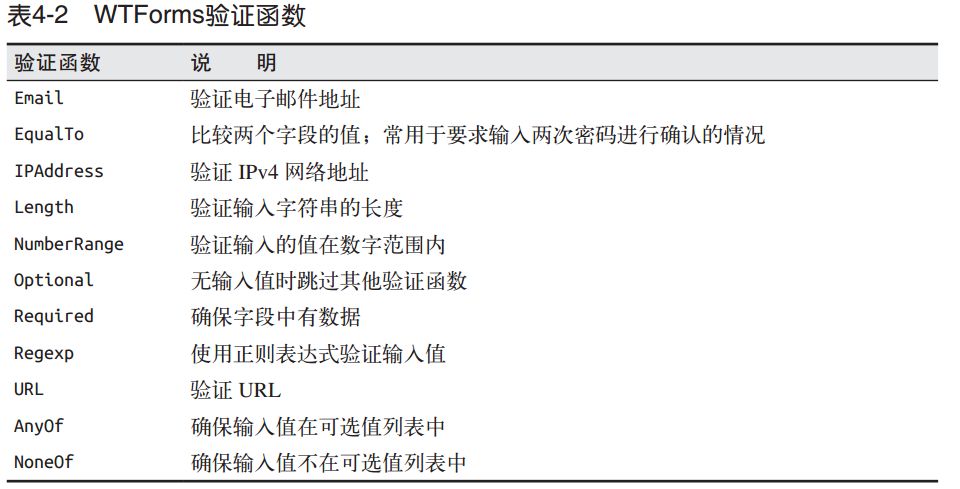 表4-2 WTForms验证函数
验证函数 说 明
Email 验证电子邮件地址
EqualTo 比较两个字段的值；常用于要求输入两次密码进行确认的情况
IPAddress 验证 IPv4 网络地址
Length 验证输入字符串的长度
NumberRange 验证输入的值在数字范围内
Optional 无输入值时跳过其他验证函数
Required 确保字段中有数据
Regexp 使用正则表达式验证输入值
URL 验证 URL
AnyOf 确保输入值在可选值列表中
NoneOf 确保输入值不在可选值列表中